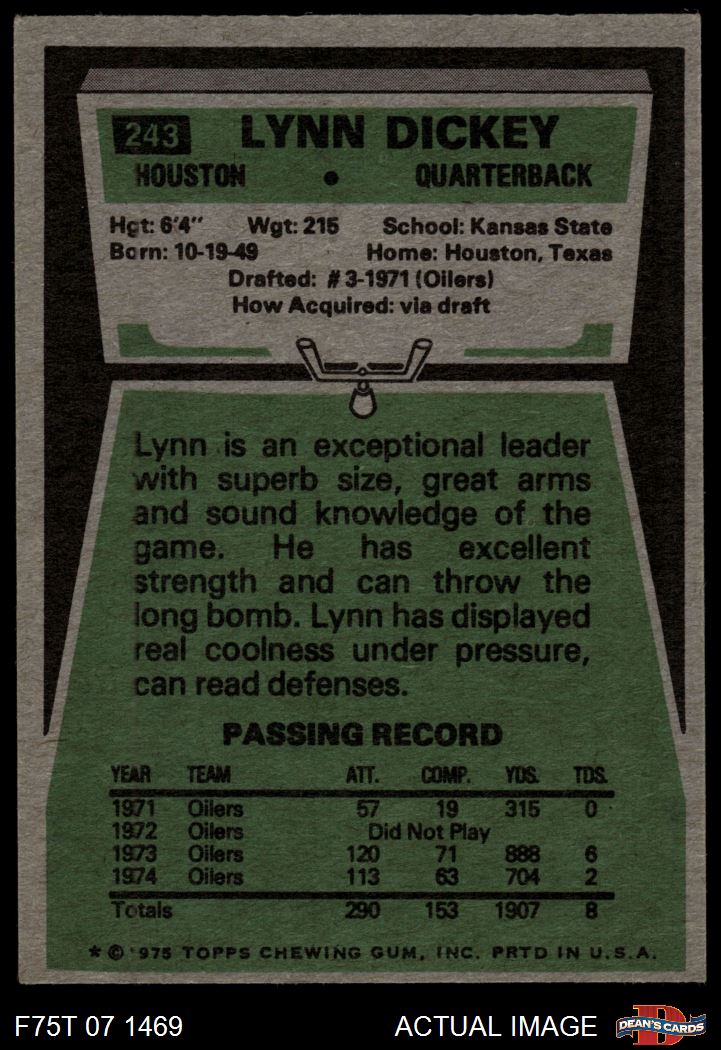 243 LYNN DICKEY
HOUSTON • QUARTERBACK
Hgt: 6'4" Wgt: 215 School: Kansas State
Born: 10-19-49 Home: Houston, Texas
Drafted: #3-1971 (Oilers)
How Acquired: via draft
Lynn is an exceptional leader
with superb size, great arms
and sound knowledge of the
game. He has excellent
strength and can throw the
long bomb. Lynn has displayed
real coolness under pressure,
can read defenses.
PASSING RECORD
YEAR TEAM ATT. COMP. YDS. TDS.
1971 Oilers 57 19 315 0
1972 Oilers Did Not Play
1973 Oilers 120 71 888 6
1974 Oilers 113 63 704 2
Totals 290 153 1907 8
* © 1975 TOPPS CHEWING GUM, INC. PRTD IN U.S.A.
F75T 07 1469 ACTUAL IMAGE D DEAN'S CARDS